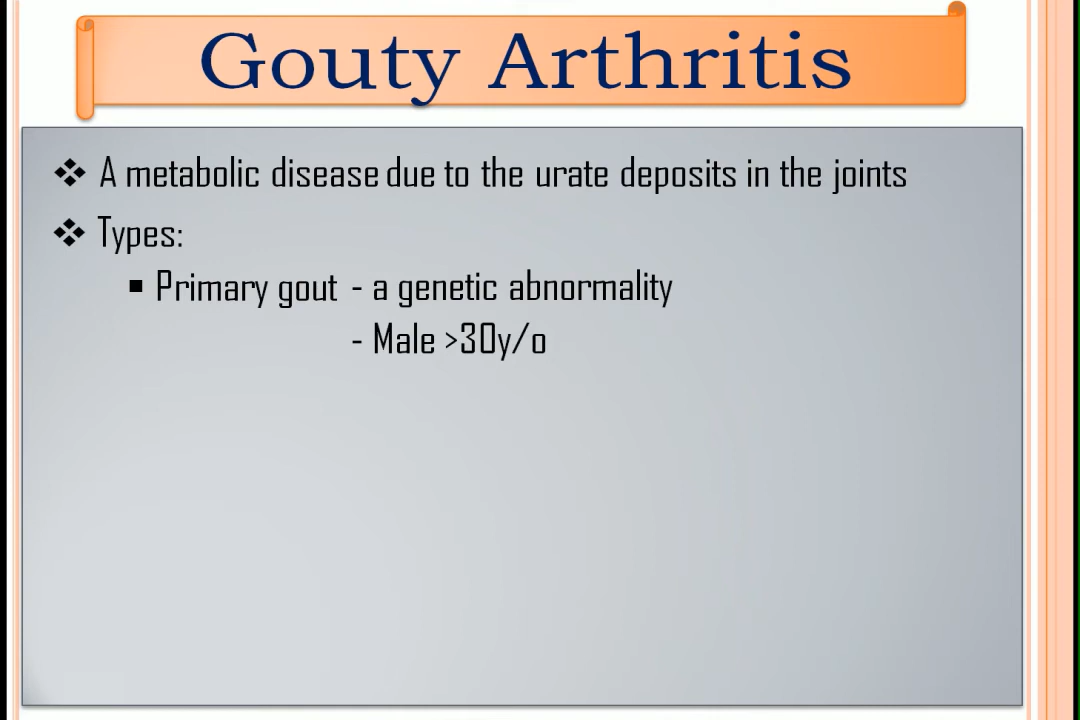 Gouty Arthritis
A metabolic disease due to the urate deposits in the joints
Types:
Primary gout - a genetic abnormality
- Male >30y/o